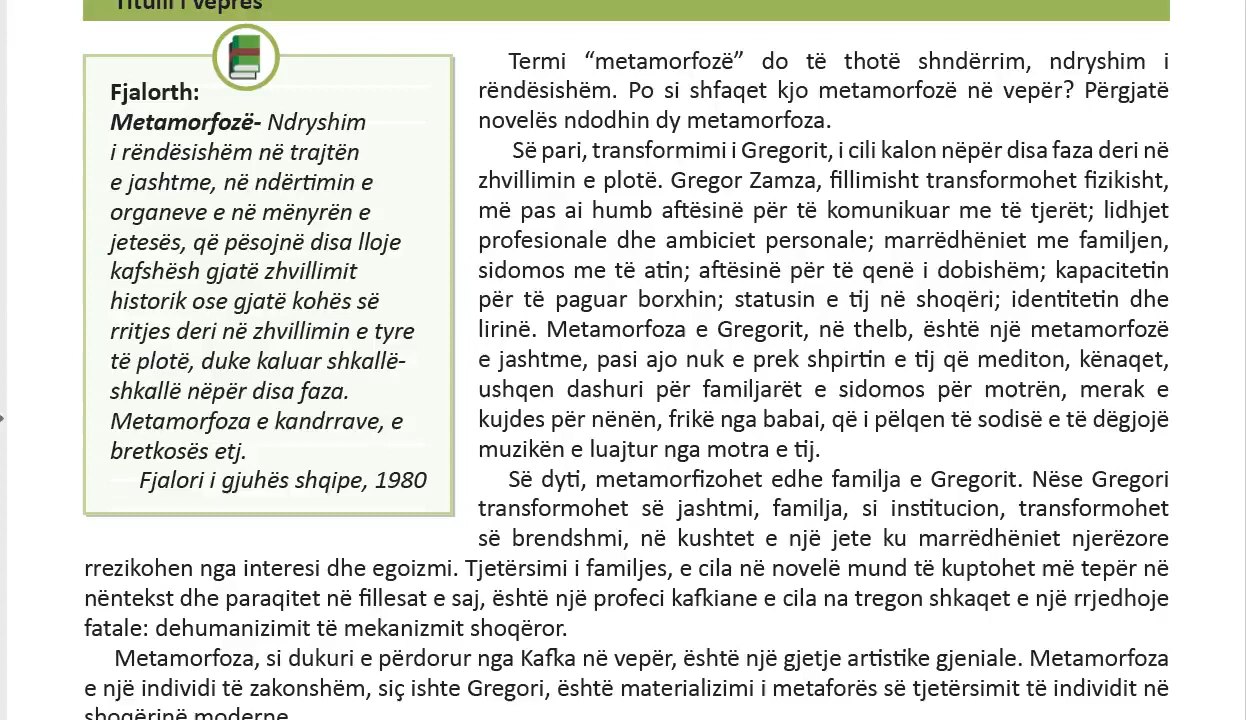 Titulli i veprës
Fjalorth:
Metamorfozë- Ndryshim
i rëndësishëm në trajtën
e jashtme, në ndërtimin e
organeve e në mënyrën e
jetesës, që pësojnë disa lloje
kafshësh gjatë zhvillimit
historik ose gjatë kohës së
rritjes deri në zhvillimin e tyre
të plotë, duke kaluar shkallë-
shkallë nëpër disa faza.
Metamorfoza e kandrrave, e
bretkosës etj.
Fjalori i gjuhës shqipe, 1980
Termi “metamorfozë” do të thotë shndërrim, ndryshim i
rëndësishëm. Po si shfaqet kjo metamorfozë në vepër? Përgjatë
novelës ndodhin dy metamorfoza.
Së pari, transformimi i Gregorit, i cili kalon nëpër disa faza deri në
zhvillimin e plotë. Gregor Zamza, fillimisht transformohet fizikisht,
më pas ai humb aftësinë për të komunikuar me të tjerët; lidhjet
profesionale dhe ambiciet personale; marrëdhëniet me familjen,
sidomos me të atin; aftësinë për të qenë i dobishëm; kapacitetin
për të paguar borxhin; statusin e tij në shoqëri; identitetin dhe
lirinë. Metamorfoza e Gregorit, në thelb, është një metamorfozë
e jashtme, pasi ajo nuk e prek shpirtin e tij që mediton, kënaqet,
ushqen dashuri për familjarët e sidomos për motrën, merak e
kujdes për nënën, frikë nga babai, që i pëlqen të sodisë e të dëgjojë
muzikën e luajtur nga motra e tij.
Së dyti, metamorfizohet edhe familja e Gregorit. Nëse Gregori
transformohet së jashtmi, familja, si institucion, transformohet
së brendshmi, në kushtet e një jete ku marrëdhëniet njerëzore
rrezikohen nga interesi dhe egoizmi. Tjetërsimi i familjes, e cila në novelë mund të kuptohet më tepër në
nëntekst dhe paraqitet në fillesat e saj, është një profeci kafkiane e cila na tregon shkaqet e një rrjedhoje
fatale: dehumanizimit të mekanizmit shoqëror.
Metamorfoza, si dukuri e përdorur nga Kafka në vepër, është një gjetje artistike gjeniale. Metamorfoza
e një individi të zakonshëm, siç ishte Gregori, është materializimi i metaforës së tjetërsimit të individit në
shoqërinë moderne.